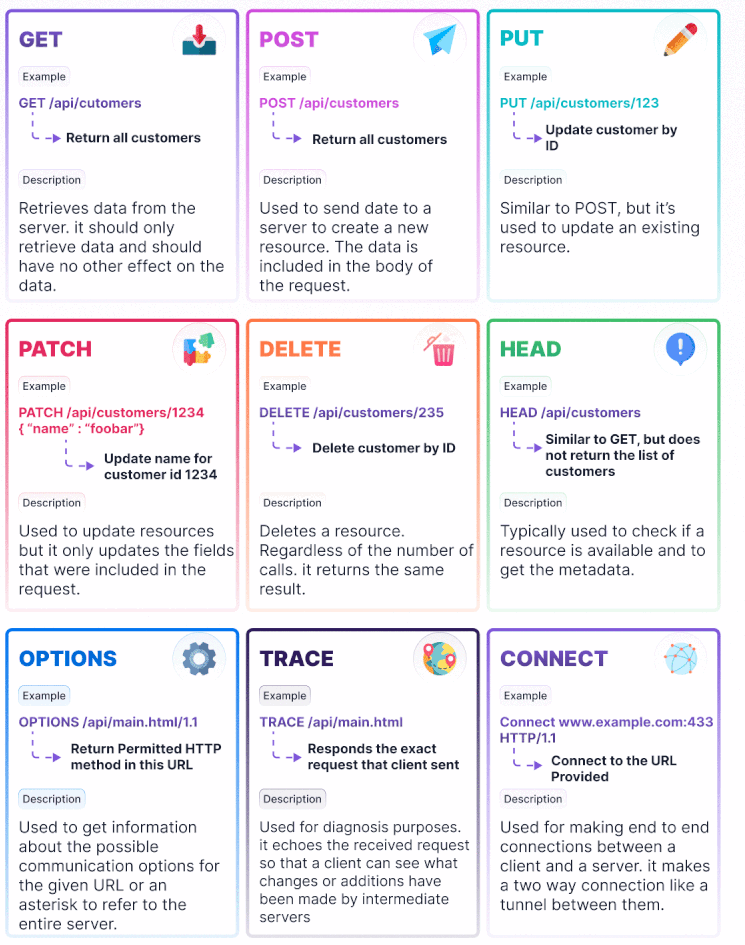 GET
Example
GET /api/cutomers
Return all customers
Description
Retrieves data from the
server. it should only
retrieve data and should
have no other effect on the
data.
POST
Example
POST /api/customers
Return all customers
Description
Used to send date to a
server to create a new
resource. The data is
included in the body of
the request.
PUT
Example
PUT /api/customers/123
Update customer by
ID
Description
Similar to POST, but it's
used to update an existing
resource.
PATCH
Example
PATCH /api/customers/1234
{ “name” : “foobar”}
Update name for
customer id 1234
Description
Used to update resources
but it only updates the fields
that were included in the
request.
DELETE
Example
DELETE /api/customers/235
Delete customer by ID
Description
Deletes a resource.
Regardless of the number of
calls. it returns the same
result.
HEAD
Example
HEAD /api/customers
Similar to GET, but does
not return the list of
customers
Description
Typically used to check if a
resource is available and to
get the metadata.
OPTIONS
Example
OPTIONS /api/main.html/1.1
Return Permitted HTTP
method in this URL
Description
Used to get information
about the possible
communication options for
the given URL or an
asterisk to refer to the
entire server.
TRACE
Example
TRACE /api/main.html
Responds the exact
request that client sent
Description
Used for diagnosis purposes.
it echoes the received request
so that a client can see what
changes or additions have
been made by intermediate
servers
CONNECT
Example
Connect www.example.com:433
HTTP/1.1
Connect to the URL
Provided
Description
Used for making end to end
connections between a
client and a server. it makes
a two way connection like a
tunnel between them.